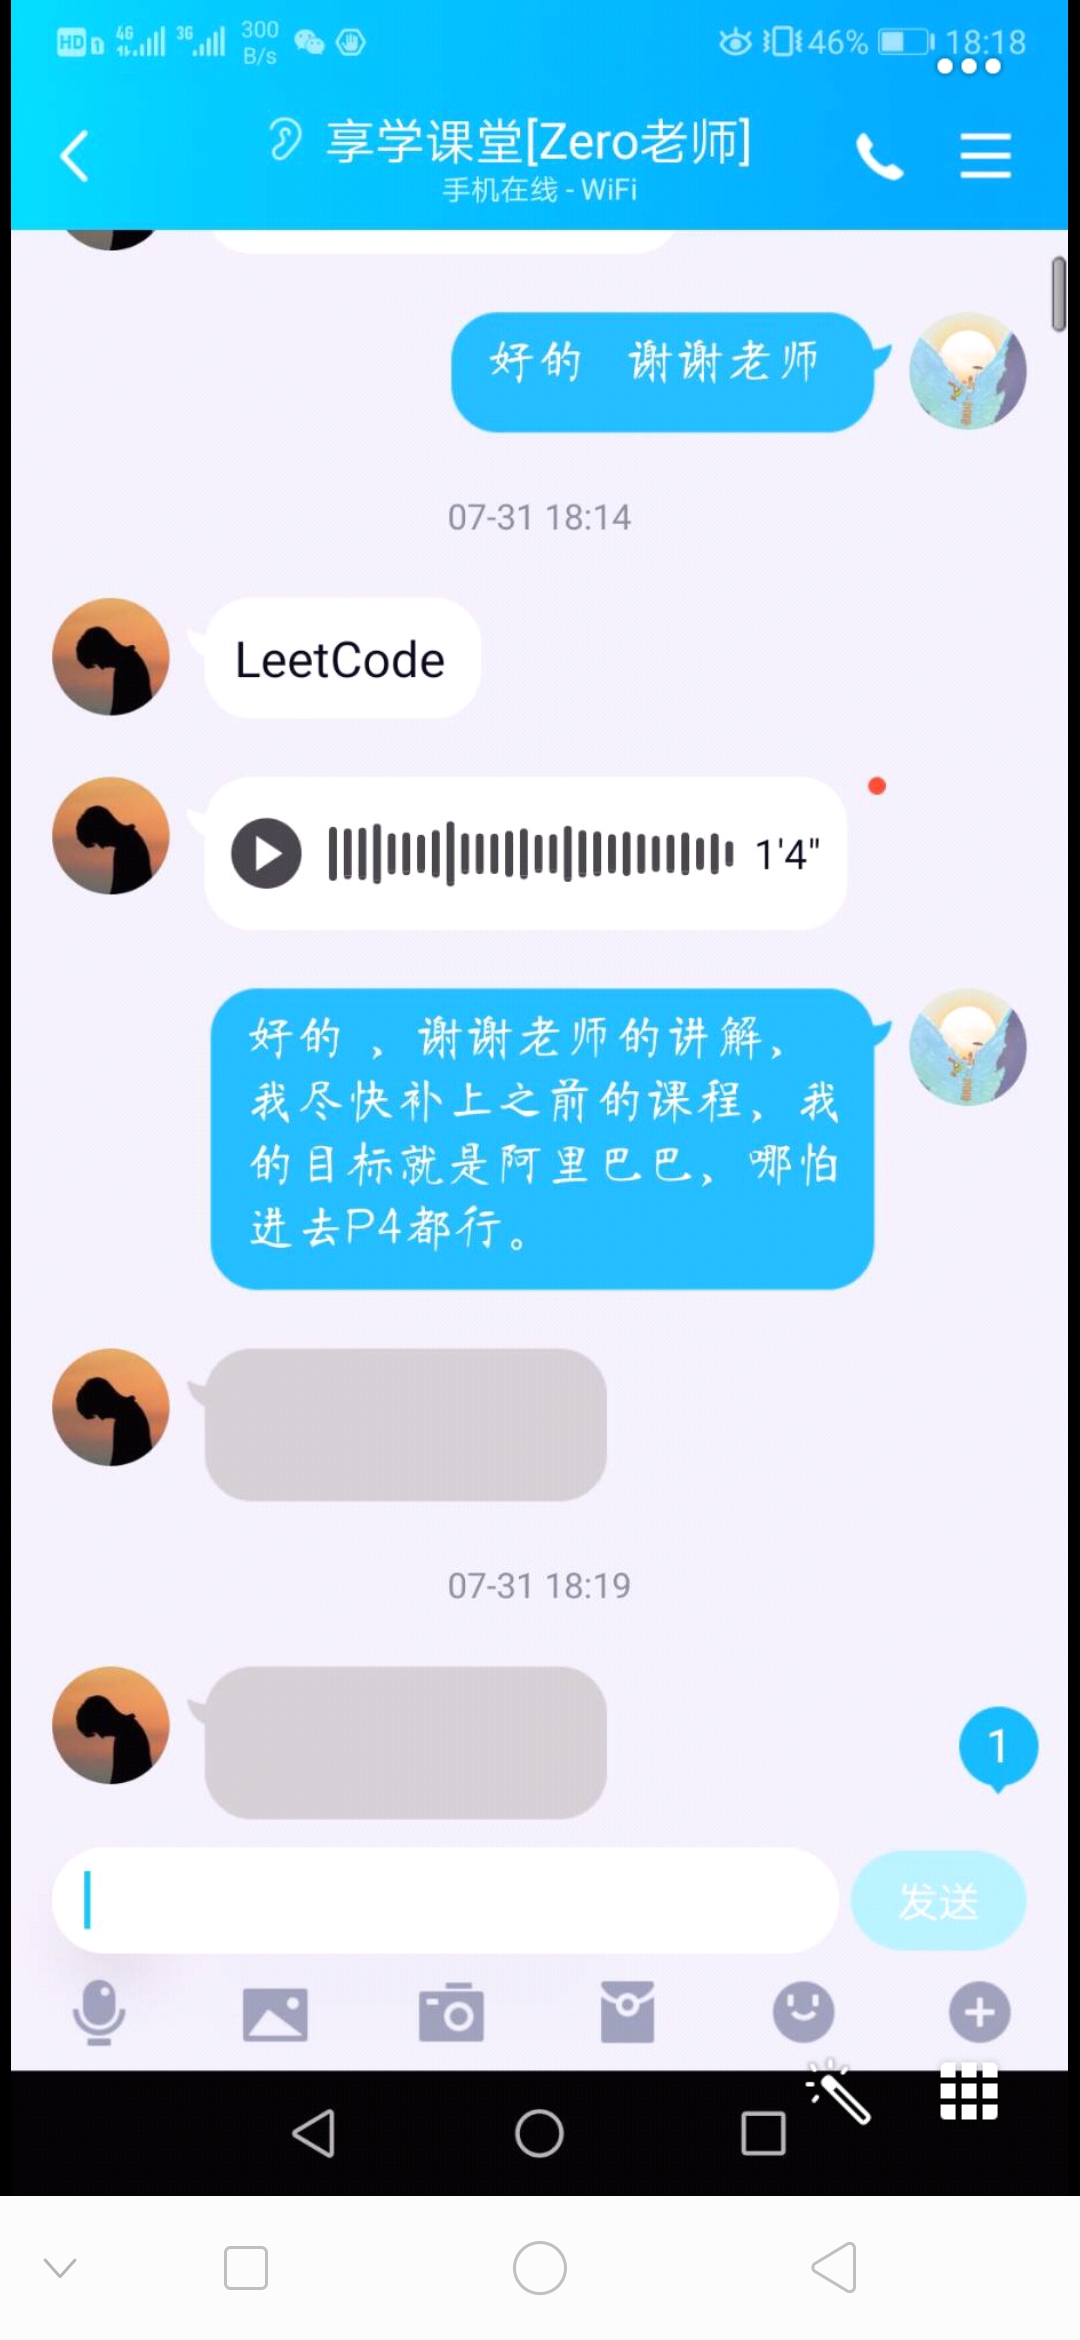 HD 4G 3G 300 B/s 46% 18:18
享学课堂[Zero老师]
手机在线 - WiFi
好的 谢谢老师
07-31 18:14
LeetCode
1'4"
好的 ，谢谢老师的讲解，
我尽快补上之前的课程，我
的目标就是阿里巴巴，哪怕
进去P4都行。
07-31 18:19
1
发送